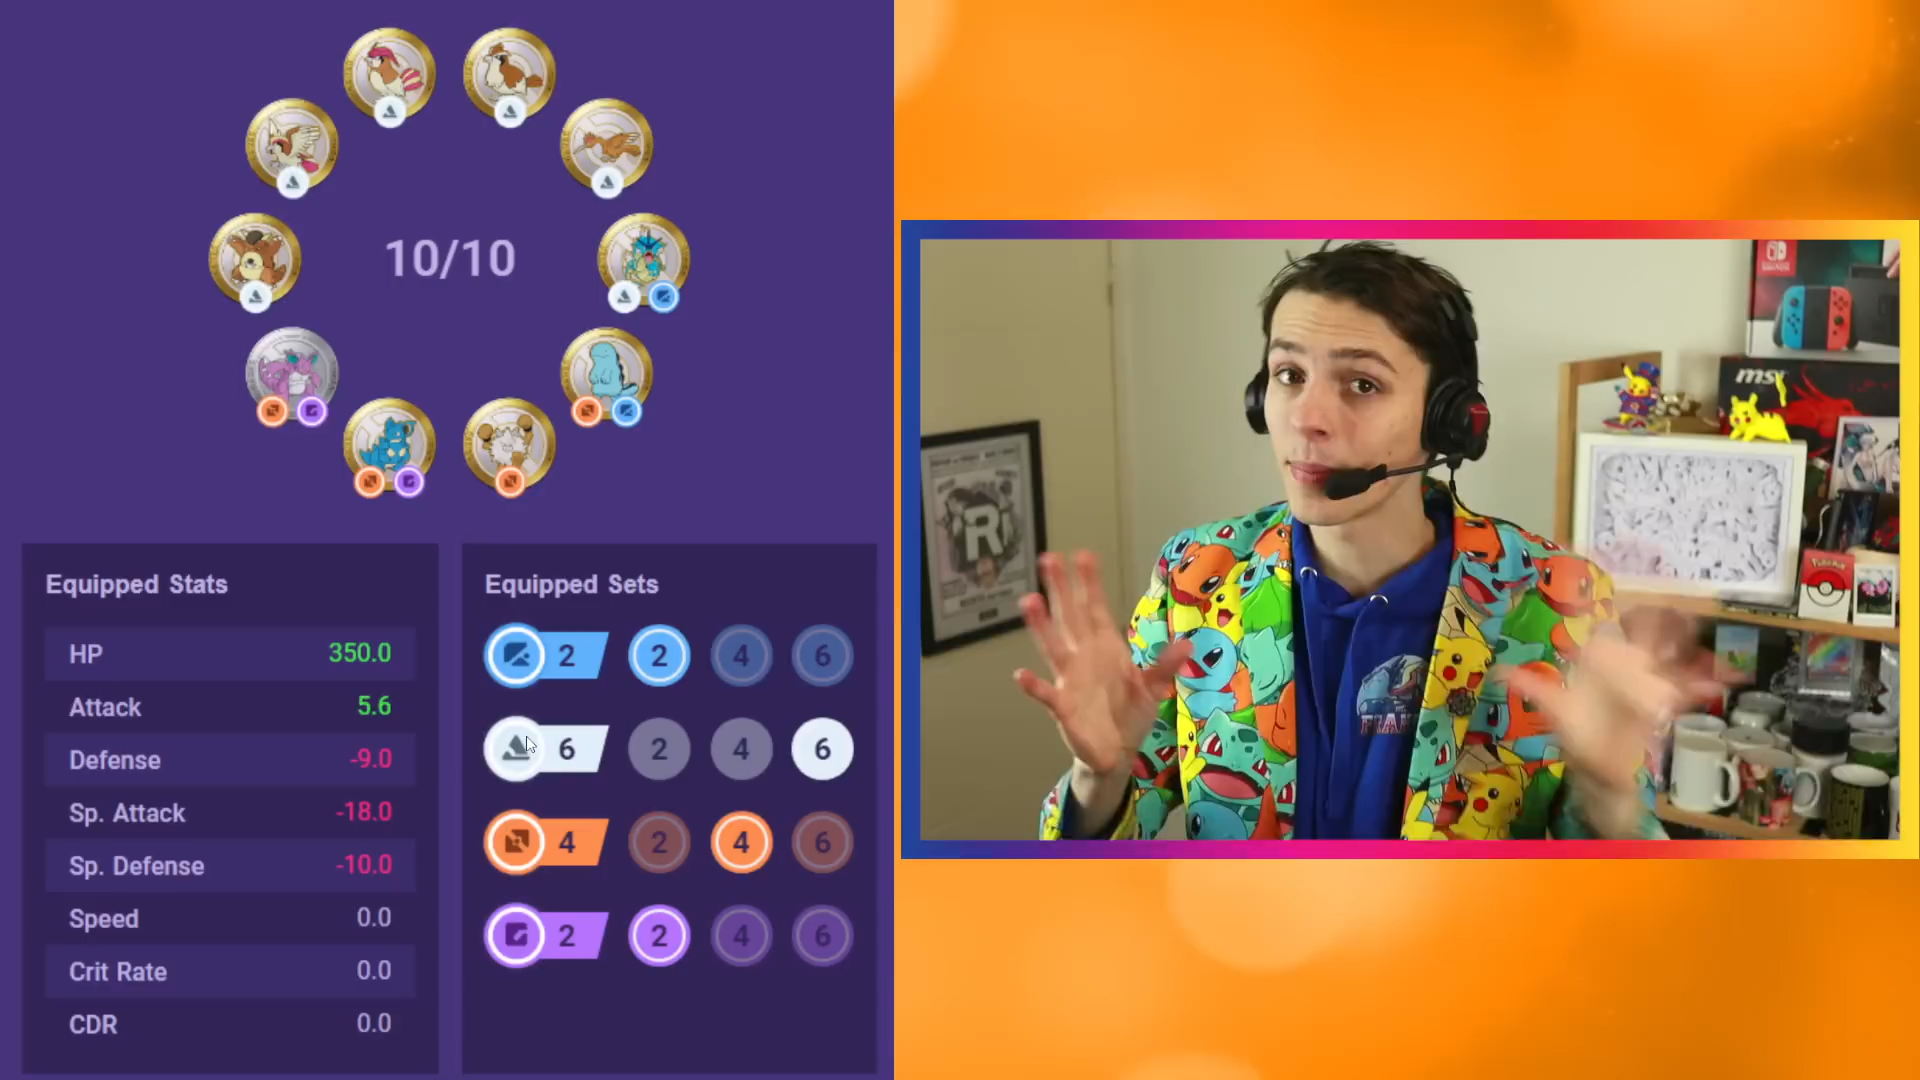 10/10
Equipped Stats
HP 350.0
Attack 5.6
Defense -9.0
Sp. Attack -18.0
Sp. Defense -10.0
Speed 0.0
Crit Rate 0.0
CDR 0.0
Equipped Sets
2 2 4 6
6 2 4 6
4 2 4 6
2 2 4 6
R
msi
POKéMON